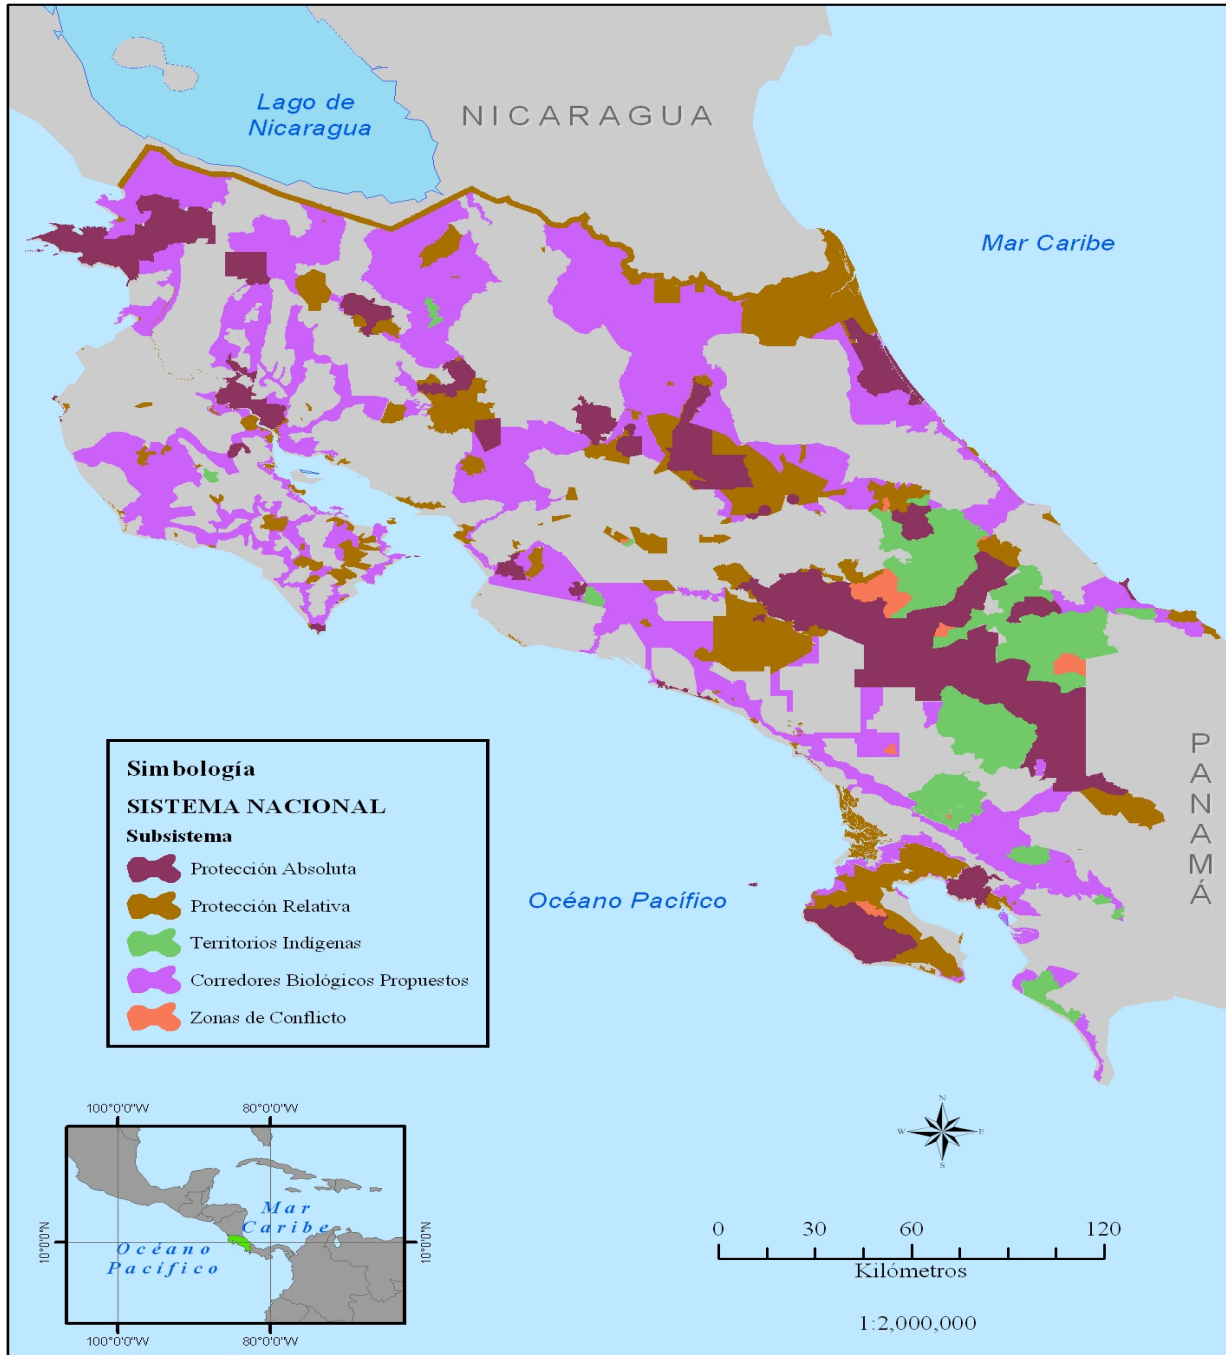 Lago de
Nicaragua
NICARAGUA
Mar Caribe
PANAMÁ
Océano Pacífico
Simbología
SISTEMA NACIONAL
Subsistema
Protección Absoluta
Protección Relativa
Territorios Indígenas
Corredores Biológicos Propuestos
Zonas de Conflicto
N
W
E
S
0 30 60 120
Kilómetros
1:2,000,000
100°0'0"W 80°0'0"W
Mar
Caribe
Océano
Pacífico
10°0'0"N
10°0'0"N
100°0'0"W 80°0'0"W